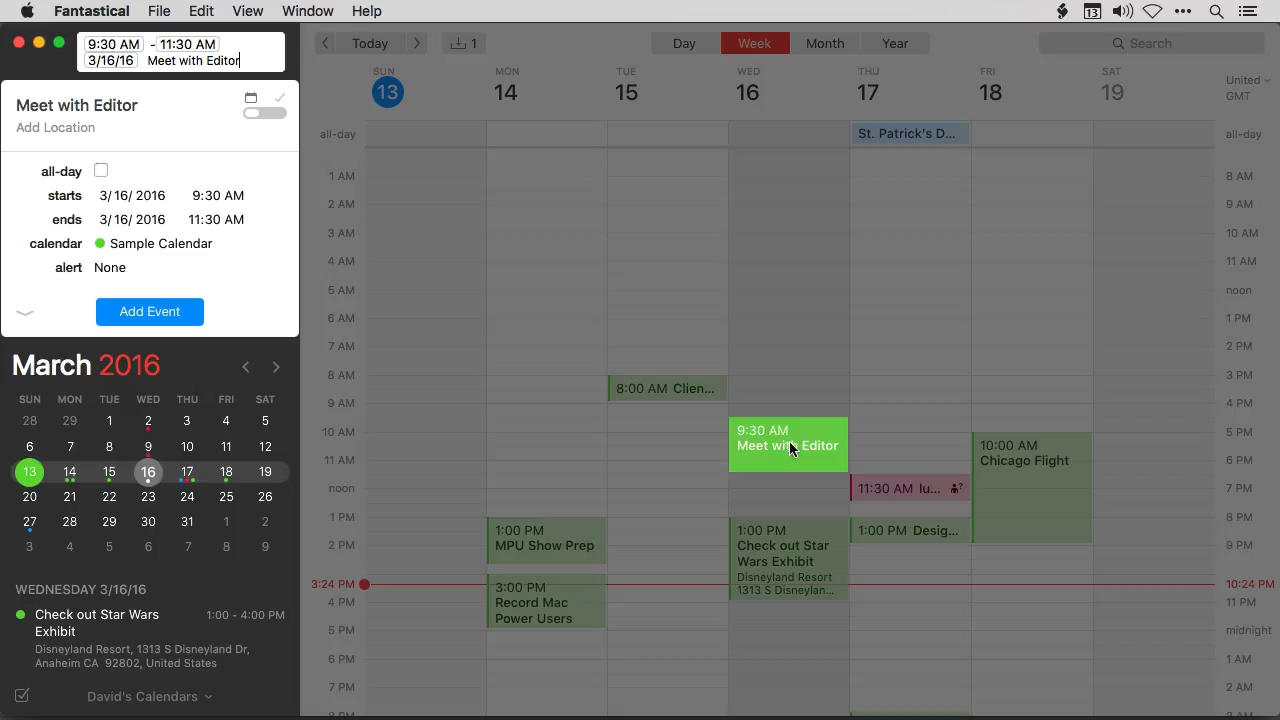 Fantastical File Edit View Window Help 13
9:30 AM - 11:30 AM
3/16/16 Meet with Editor
Meet with Editor
Add Location
all-day
starts 3/16/2016 9:30 AM
ends 3/16/2016 11:30 AM
calendar Sample Calendar
alert None
Add Event
March 2016
SUN MON TUE WED THU FRI SAT
28 29 1 2 3 4 5
6 7 8 9 10 11 12
13 14 15 16 17 18 19
20 21 22 23 24 25 26
27 28 29 30 31 1 2
3 4 5 6 7 8 9
WEDNESDAY 3/16/16
Check out Star Wars 1:00 - 4:00 PM
Exhibit
Disneyland Resort, 1313 S Disneyland Dr,
Anaheim CA 92802, United States
David's Calendars
Today 1 Day Week Month Year Search
SUN MON TUE WED THU FRI SAT
13 14 15 16 17 18 19
United
GMT
all-day St. Patrick's D... all-day
1 AM 8 AM
2 AM 9 AM
3 AM 10 AM
4 AM 11 AM
5 AM noon
6 AM 1 PM
7 AM 2 PM
8 AM 3 PM
8:00 AM Clien...
9 AM 4 PM
9:30 AM
Meet with Editor
10 AM 5 PM
10:00 AM
Chicago Flight
11 AM 6 PM
11:30 AM lu...
noon 7 PM
1 PM 8 PM
1:00 PM
MPU Show Prep
1:00 PM
Check out Star
Wars Exhibit
Disneyland Resort
1313 S Disneylan...
1:00 PM Desig...
2 PM 9 PM
3:24 PM 10:24 PM
3:00 PM
Record Mac
Power Users
4 PM 11 PM
5 PM midnight
6 PM 1 AM
7 PM 2 AM